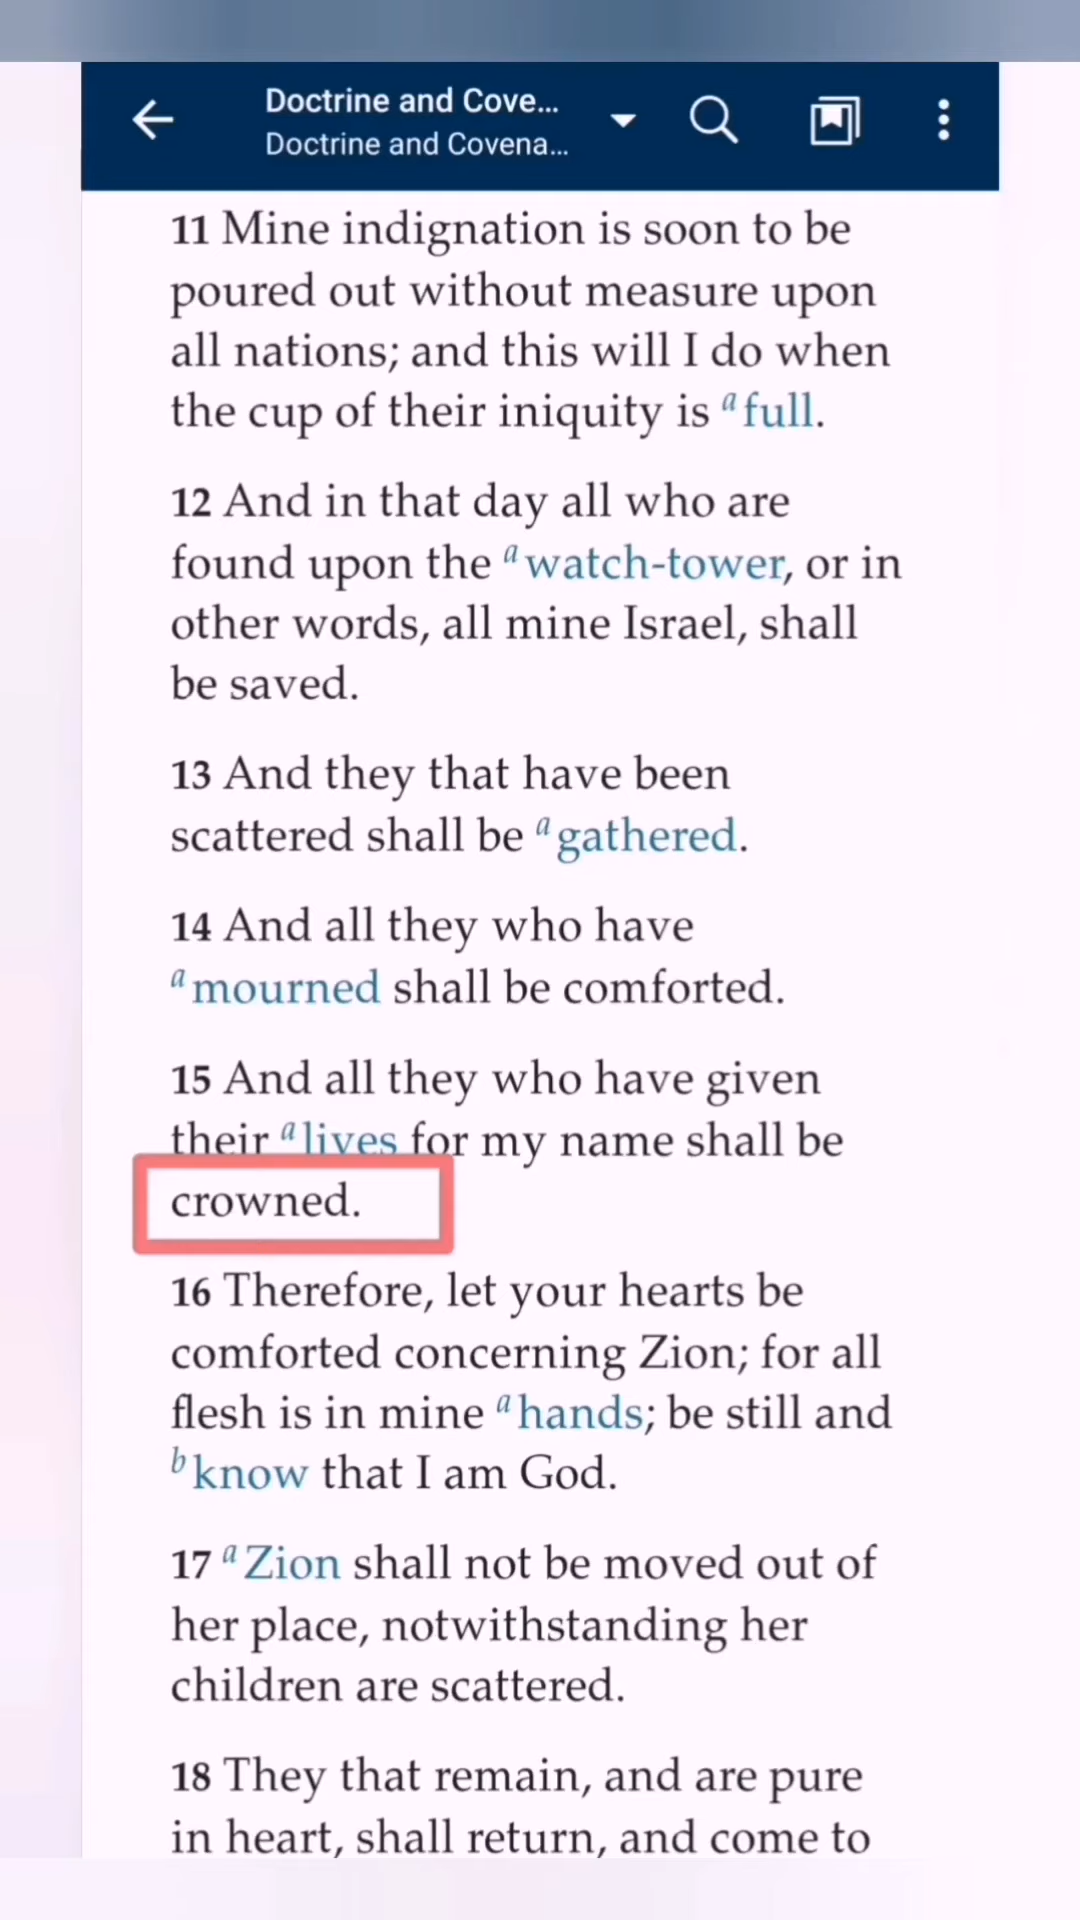 Doctrine and Cove...
Doctrine and Covena...
11 Mine indignation is soon to be
poured out without measure upon
all nations; and this will I do when
the cup of their iniquity is a full.
12 And in that day all who are
found upon the a watch-tower, or in
other words, all mine Israel, shall
be saved.
13 And they that have been
scattered shall be a gathered.
14 And all they who have
a mourned shall be comforted.
15 And all they who have given
their a lives for my name shall be
crowned.
16 Therefore, let your hearts be
comforted concerning Zion; for all
flesh is in mine a hands; be still and
b know that I am God.
17 a Zion shall not be moved out of
her place, notwithstanding her
children are scattered.
18 They that remain, and are pure
in heart, shall return, and come to